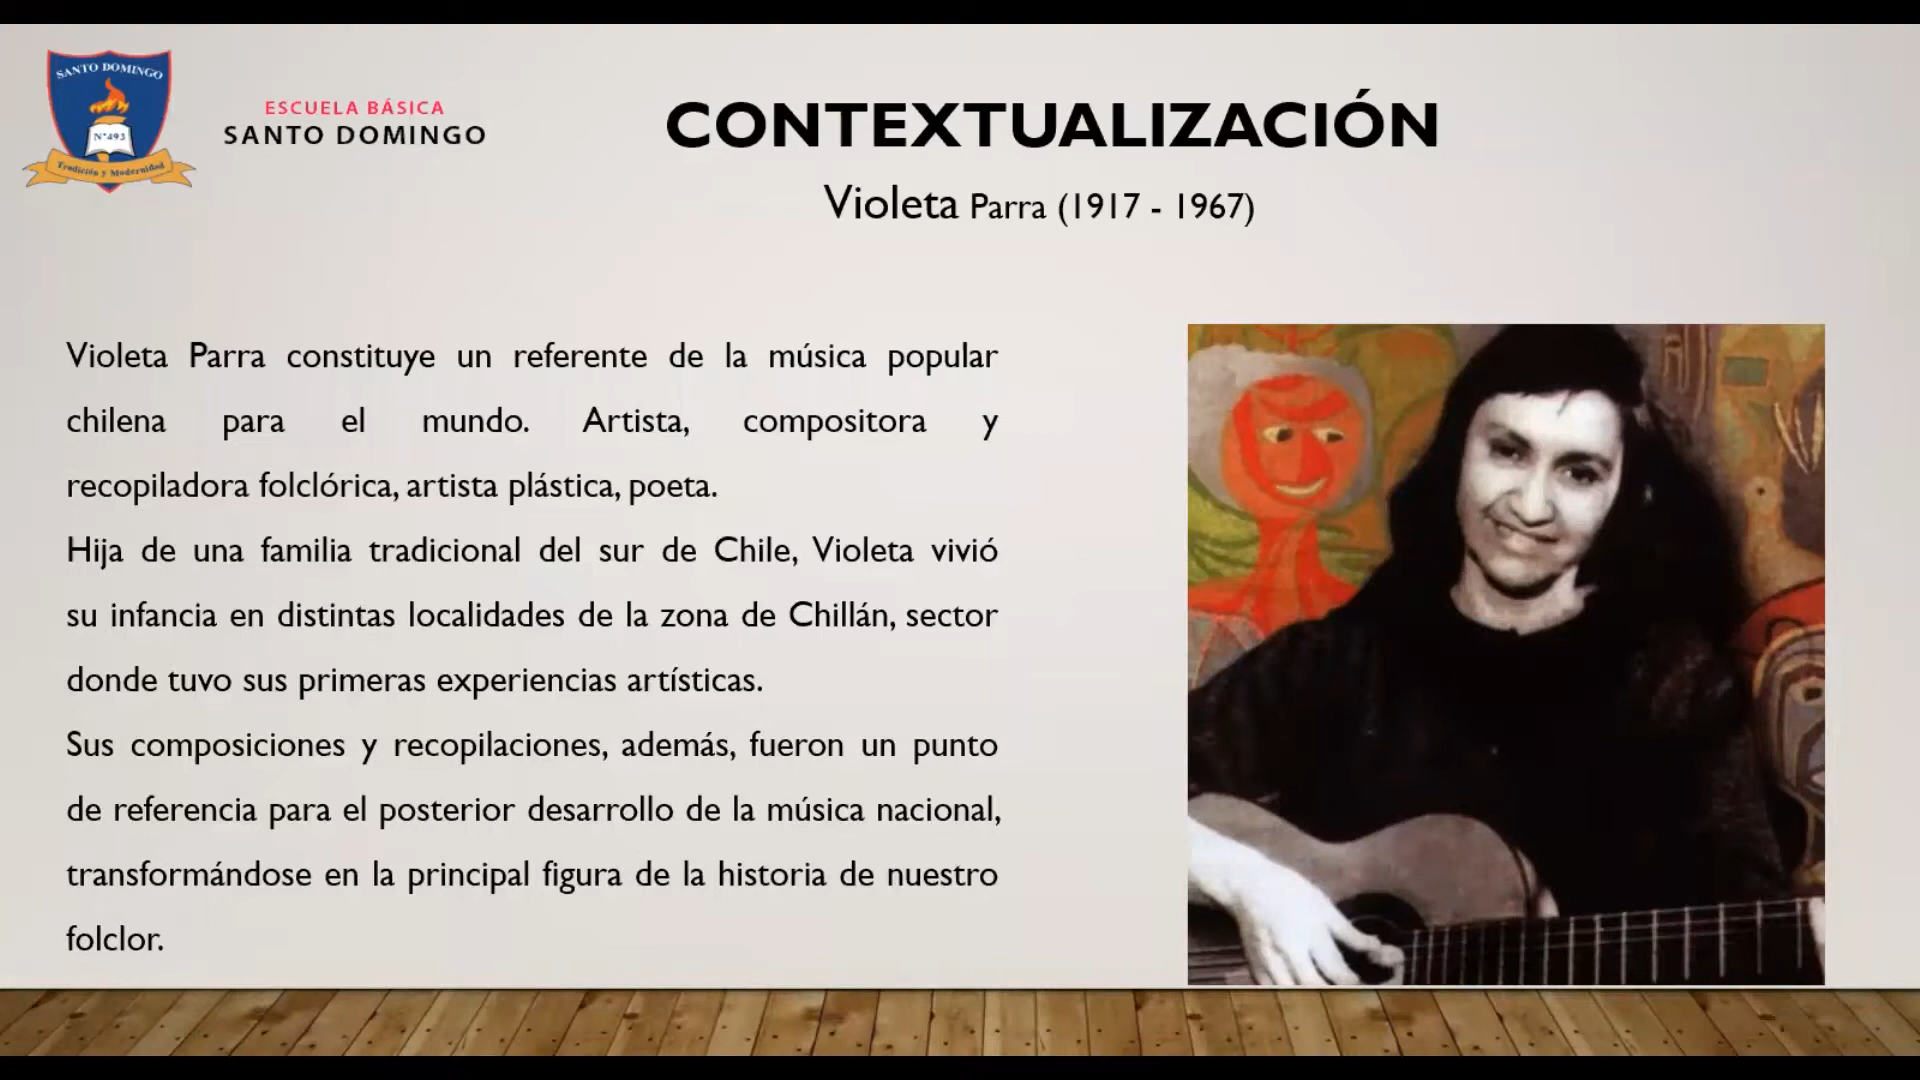 SANTO DOMINGO
N°493
Tradición y Modernidad
ESCUELA BÁSICA
SANTO DOMINGO
CONTEXTUALIZACIÓN
Violeta Parra (1917 - 1967)
Violeta Parra constituye un referente de la música popular
chilena para el mundo. Artista, compositora y
recopiladora folclórica, artista plástica, poeta.
Hija de una familia tradicional del sur de Chile, Violeta vivió
su infancia en distintas localidades de la zona de Chillán, sector
donde tuvo sus primeras experiencias artísticas.
Sus composiciones y recopilaciones, además, fueron un punto
de referencia para el posterior desarrollo de la música nacional,
transformándose en la principal figura de la historia de nuestro
folclor.